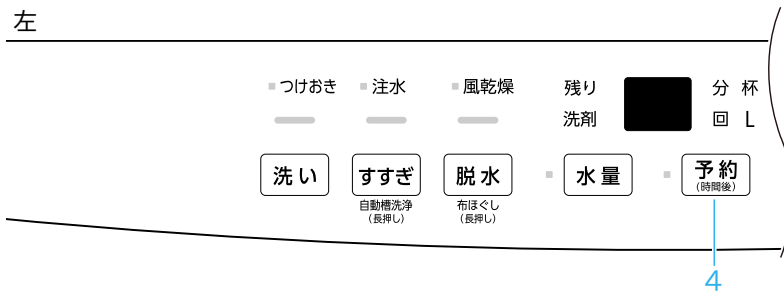 左
つけおき 注水 風乾燥 残り 分 杯
洗剤 回 L
洗い すすぎ 脱水 水量 予約
(時間後)
自動槽洗浄 布ほぐし
(長押し) (長押し)
4